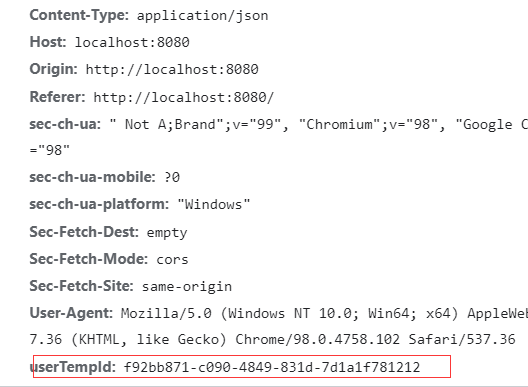 Content-Type: application/json
Host: localhost:8080
Origin: http://localhost:8080
Referer: http://localhost:8080/
sec-ch-ua: " Not A;Brand";v="99", "Chromium";v="98", "Google C
="98"
sec-ch-ua-mobile: ?0
sec-ch-ua-platform: "Windows"
Sec-Fetch-Dest: empty
Sec-Fetch-Mode: cors
Sec-Fetch-Site: same-origin
User-Agent: Mozilla/5.0 (Windows NT 10.0; Win64; x64) AppleWeb
7.36 (KHTML, like Gecko) Chrome/98.0.4758.102 Safari/537.36
userTempId: f92bb871-c090-4849-831d-7d1a1f781212